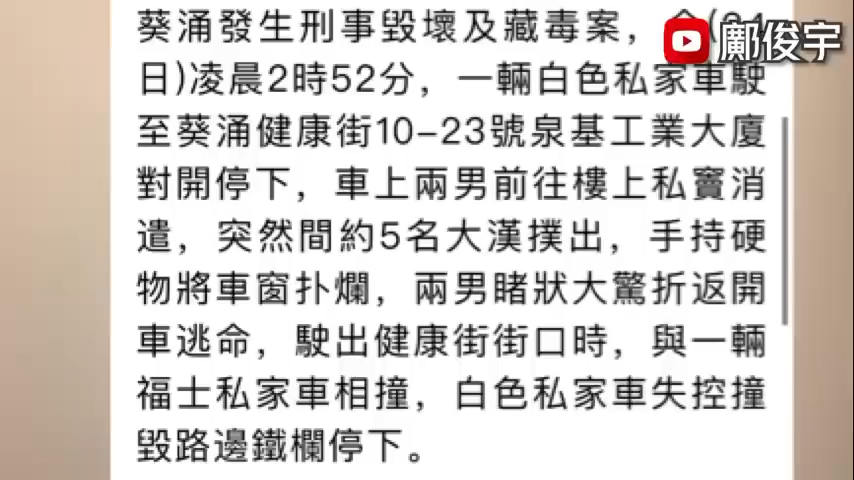 葵涌發生刑事毀壞及藏毒案，今(24
鄺俊宇
日)凌晨2時52分，一輛白色私家車駛
至葵涌健康街10-23號泉基工業大廈
對開停下，車上兩男前往樓上私竇消
遣，突然間約5名大漢撲出，手持硬
物將車窗扑爛，兩男睹狀大驚折返開
車逃命，駛出健康街街口時，與一輛
福士私家車相撞，白色私家車失控撞
毀路邊鐵欄停下。